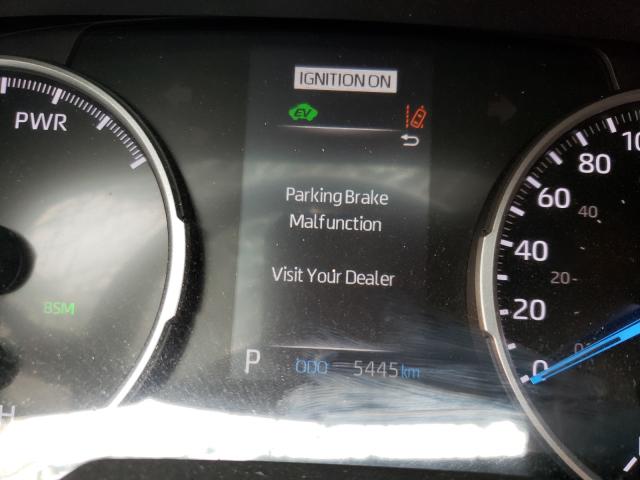 IGNITION ON
EV
PWR
Parking Brake
Malfunction
Visit Your Dealer
BSM
P ODO 5445 km
H
100
80
60 40
40
20 20
0 0